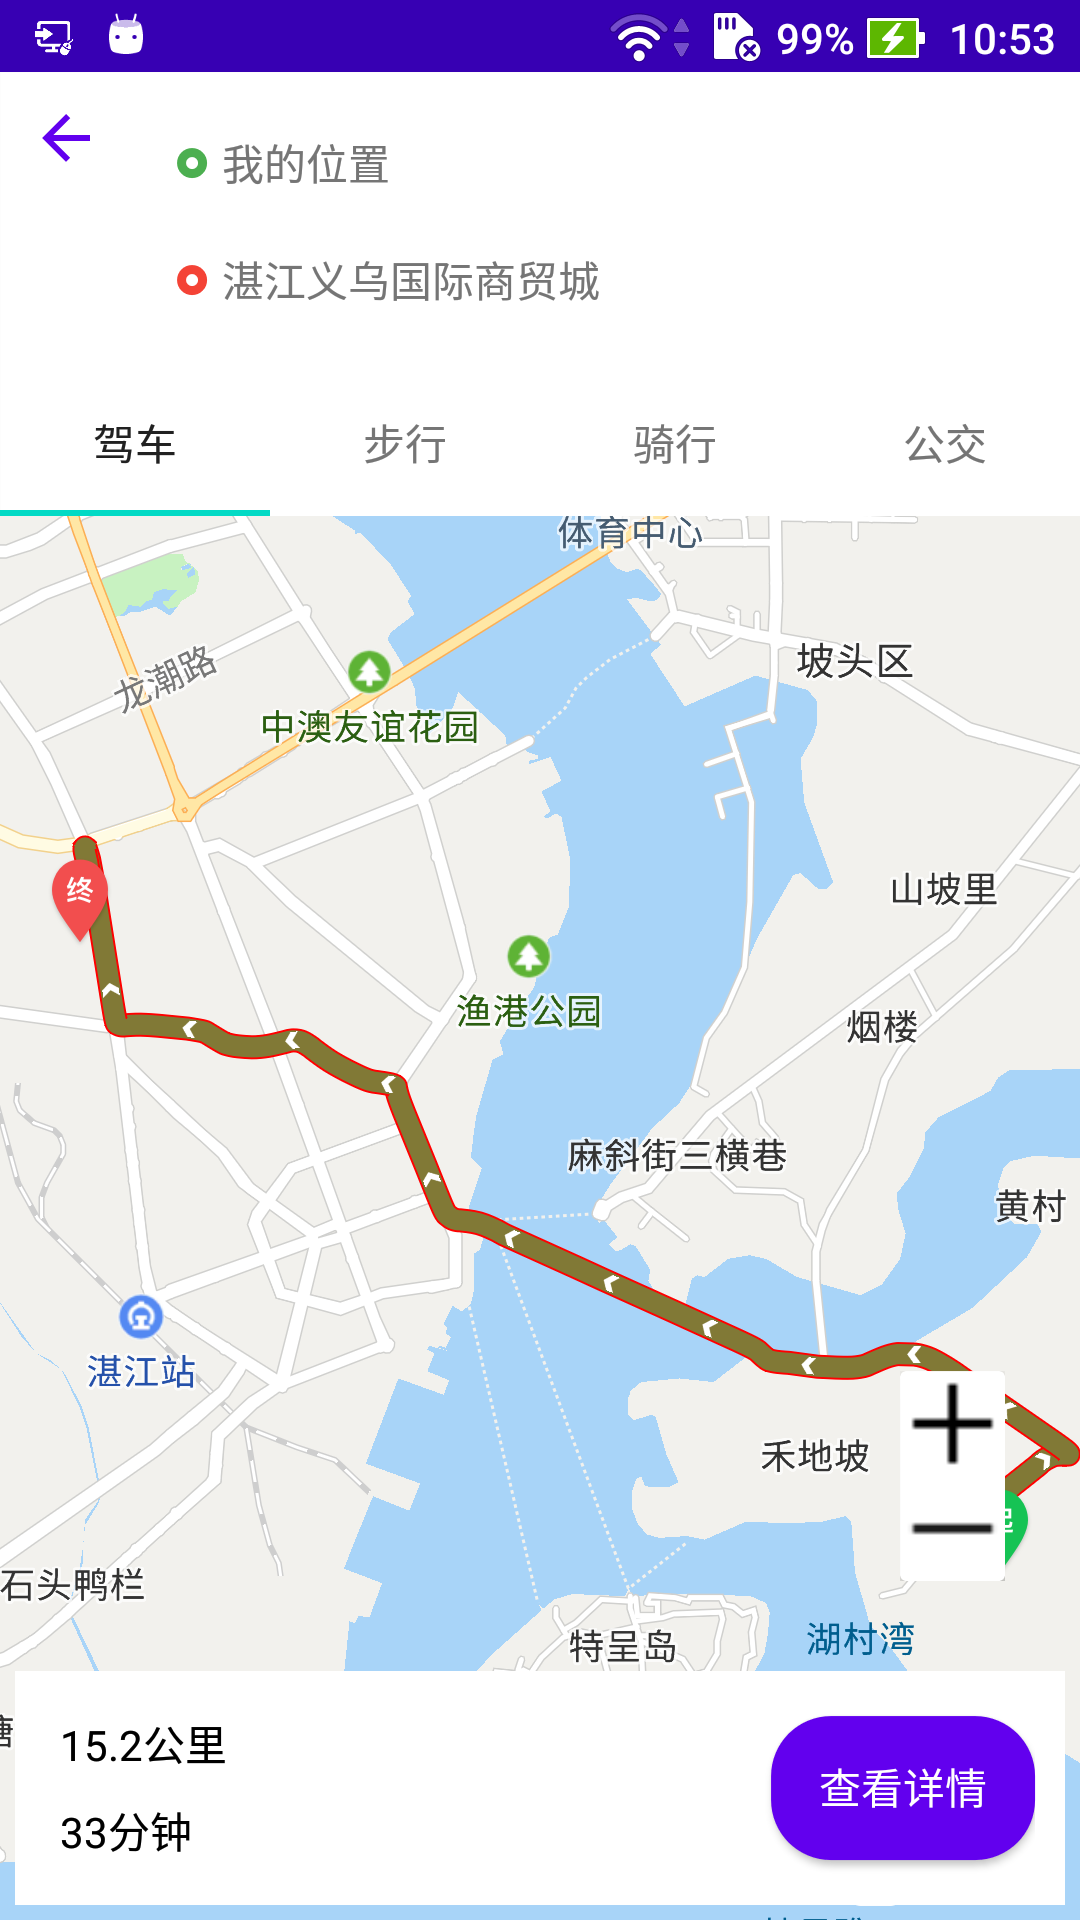 99%
10:53
我的位置
湛江义乌国际商贸城
驾车
步行
骑行
公交
体育中心
龙潮路
坡头区
中澳友谊花园
终
山坡里
渔港公园
烟楼
麻斜街三横巷
黄村
湛江站
禾地坡
石头鸭栏
特呈岛
湖村湾
15.2公里
33分钟
查看详情